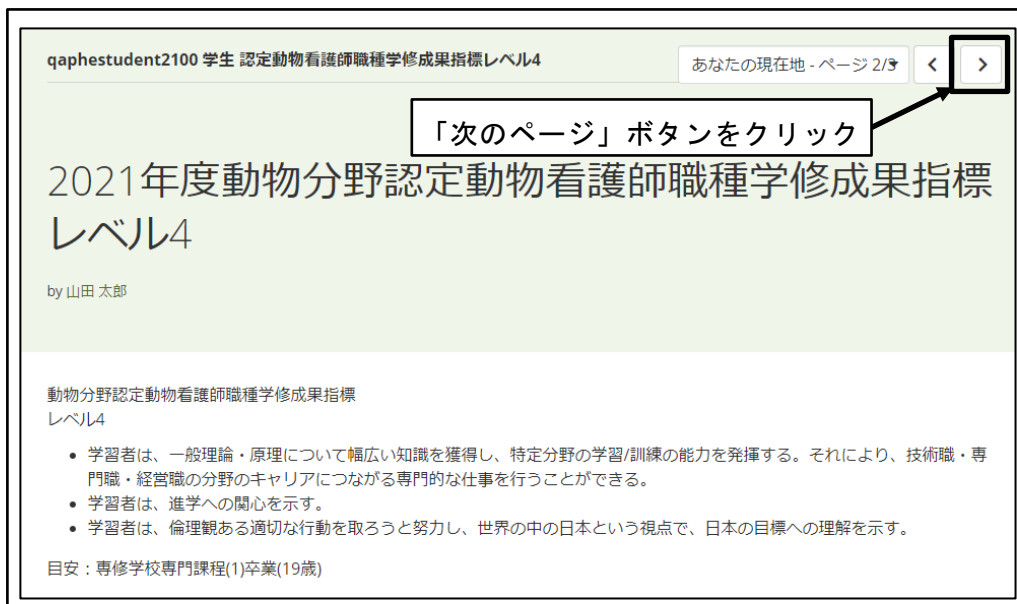 qaphestudent2100 学生 認定動物看護師職種学修成果指標レベル4
あなたの現在地 - ページ 2/3
「次のページ」ボタンをクリック
2021年度動物分野認定動物看護師職種学修成果指標
レベル4
by 山田 太郎
動物分野認定動物看護師職種学修成果指標
レベル4
• 学習者は、一般理論・原理について幅広い知識を獲得し、特定分野の学習/訓練の能力を発揮する。それにより、技術職・専
門職・経営職の分野のキャリアにつながる専門的な仕事を行うことができる。
• 学習者は、進学への関心を示す。
• 学習者は、倫理観ある適切な行動を取ろうと努力し、世界の中の日本という視点で、日本の目標への理解を示す。
目安：専修学校専門課程(1)卒業(19歳)